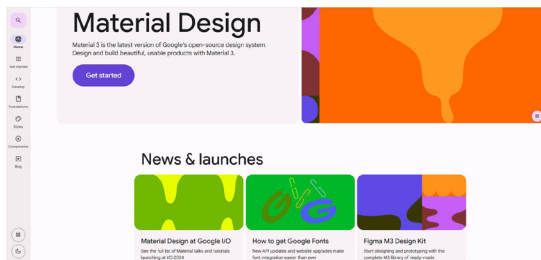 Material Design
Material 3 is the latest version of Google's open-source design system.
Design and build beautiful, usable products with Material 3.
Get started
Home
Get started
Develop
Foundations
Styles
Components
Blog
News & launches
Material Design at Google I/O
See the full list of Material talks and tutorials
launching at I/O 2024
How to get Google Fonts
New API updates and website upgrades make
font integration easier than ever
Figma M3 Design Kit
Start designing and prototyping with the
complete M3 library of ready-made